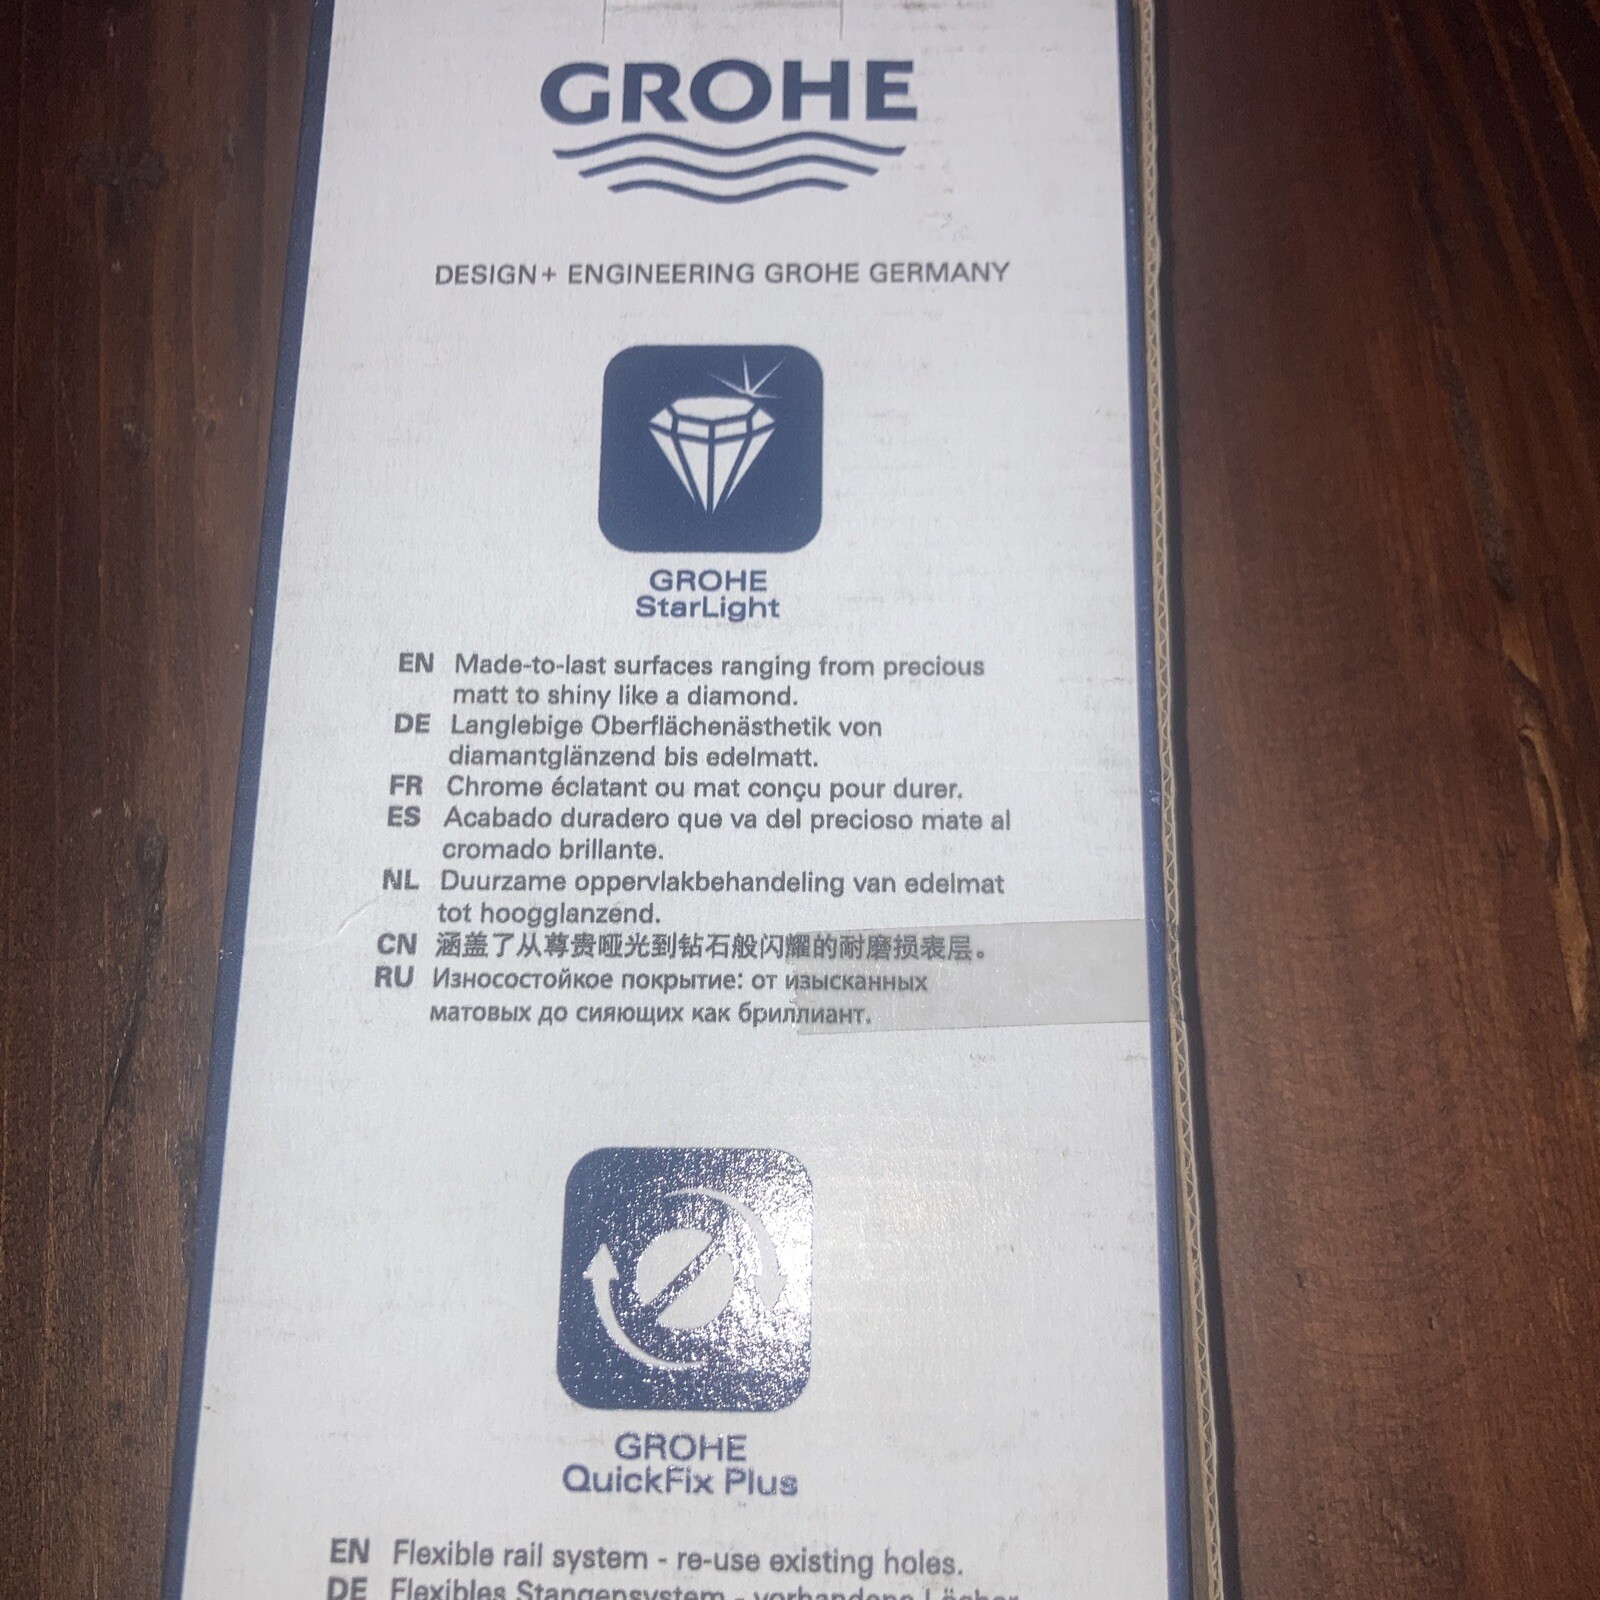 GROHE
DESIGN+ ENGINEERING GROHE GERMANY
GROHE
StarLight
EN Made-to-last surfaces ranging from precious
matt to shiny like a diamond.
DE Langlebige Oberflächenästhetik von
diamantglänzend bis edelmatt.
FR Chrome éclatant ou mat conçu pour durer.
ES Acabado duradero que va del precioso mate al
cromado brillante.
NL Duurzame oppervlakbehandeling van edelmat
tot hoogglanzend.
CN 涵盖了从尊贵哑光到钻石般闪耀的耐磨损表层。
RU Износостойкое покрытие: от изысканных
матовых до сияющих как бриллиант.
GROHE
QuickFix Plus
EN Flexible rail system - re-use existing holes.
DE Flexibles Stangensystem - vorhandene Löcher